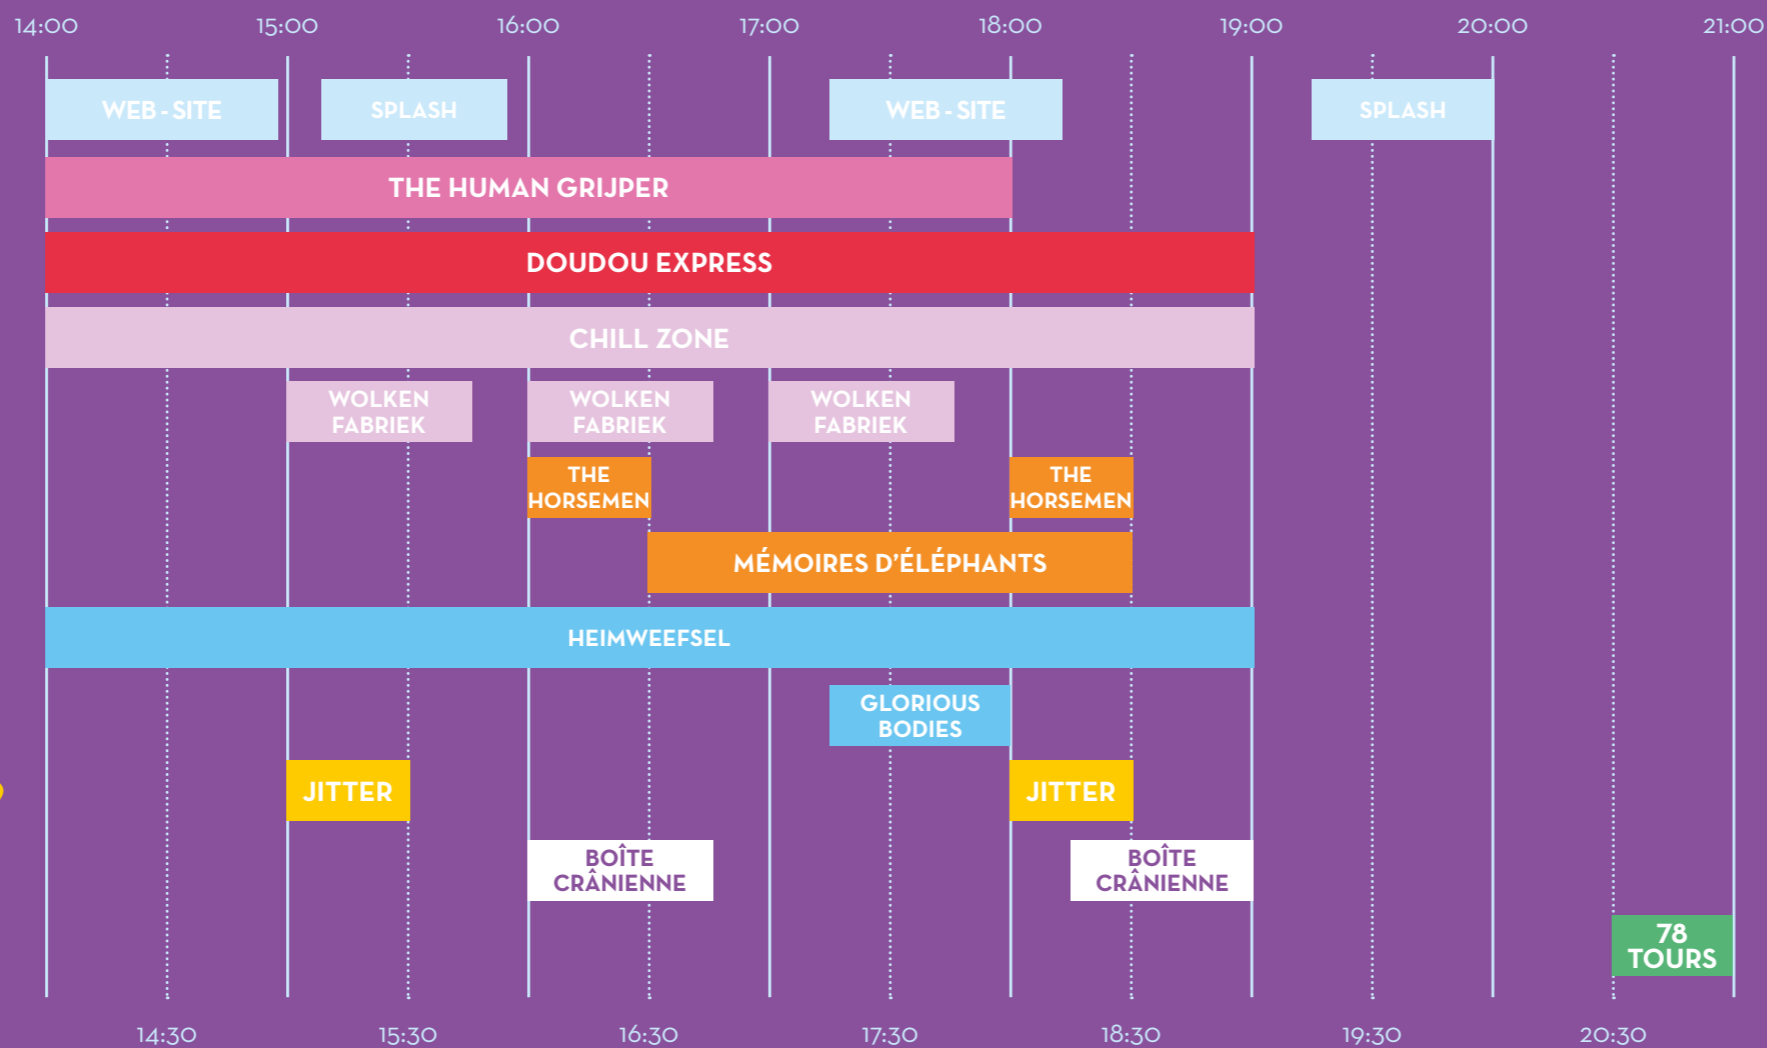 14:00 15:00 16:00 17:00 18:00 19:00 20:00 21:00
WEB - SITE SPLASH WEB - SITE SPLASH
THE HUMAN GRIJPER
DOUDOU EXPRESS
CHILL ZONE
WOLKEN WOLKEN WOLKEN
FABRIEK FABRIEK FABRIEK
THE THE
HORSEMEN HORSEMEN
MÉMOIRES D'ÉLÉPHANTS
HEIMWEEFSEL
GLORIOUS
BODIES
JITTER JITTER
BOÎTE BOÎTE
CRÂNIENNE CRÂNIENNE
78
TOURS
14:30 15:30 16:30 17:30 18:30 19:30 20:30